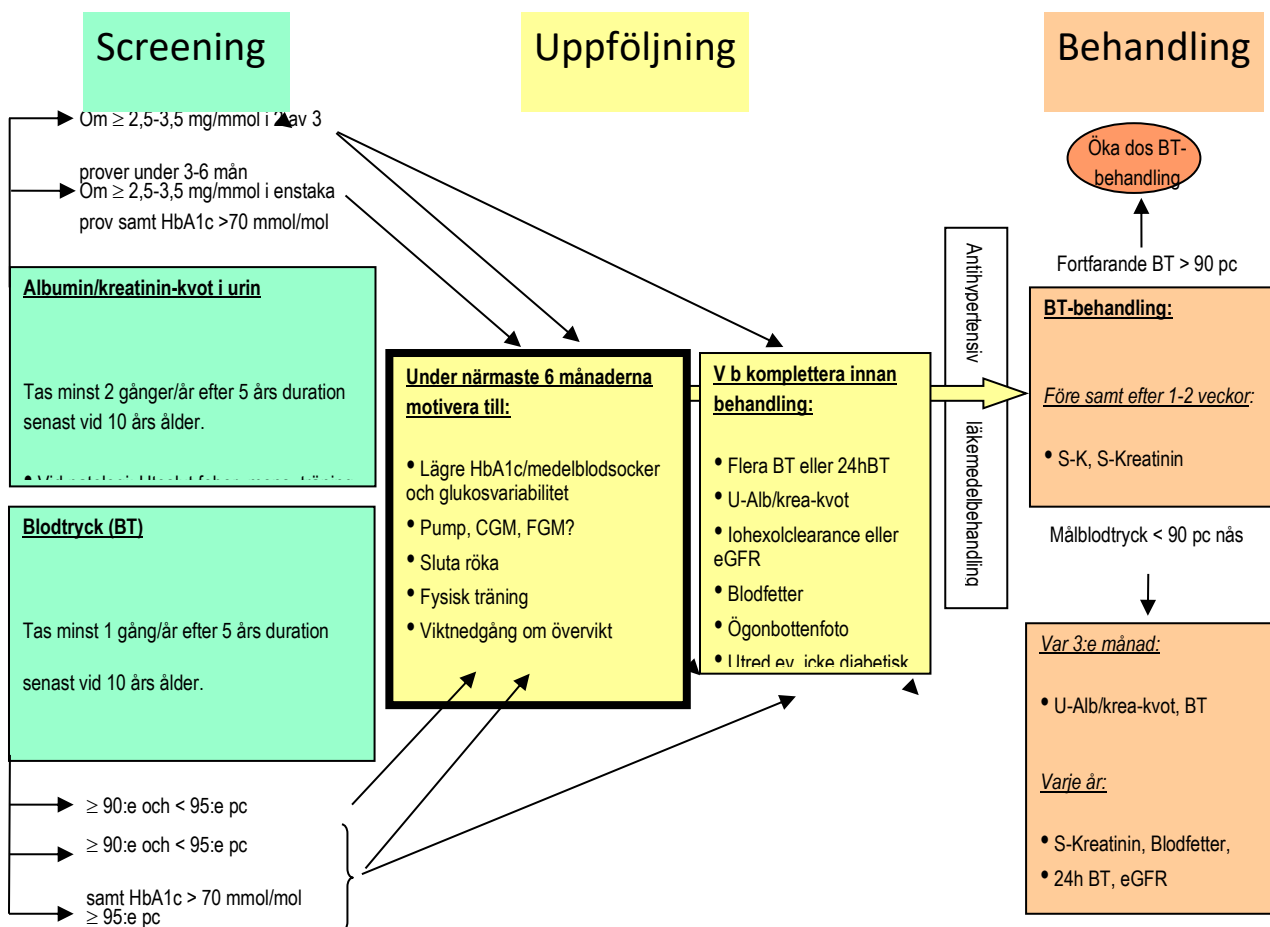 Screening
Uppföljning
Behandling
Om ≥ 2,5-3,5 mg/mmol i 2 av 3
prover under 3-6 mån
Om ≥ 2,5-3,5 mg/mmol i enstaka
prov samt HbA1c >70 mmol/mol
Albumin/kreatinin-kvot i urin
Tas minst 2 gånger/år efter 5 års duration
senast vid 10 års ålder.
Blodtryck (BT)
Tas minst 1 gång/år efter 5 års duration
senast vid 10 års ålder.
≥ 90:e och < 95:e pc
≥ 90:e och < 95:e pc
samt HbA1c > 70 mmol/mol
≥ 95:e pc
Under närmaste 6 månaderna
motivera till:
• Lägre HbA1c/medelblodsocker
och glukosvariabilitet
• Pump, CGM, FGM?
• Sluta röka
• Fysisk träning
• Viktnedgång om övervikt
V b komplettera innan
behandling:
• Flera BT eller 24hBT
• U-Alb/krea-kvot
• Iohexolclearance eller
eGFR
• Blodfetter
• Ögonbottenfoto
• Utred ev. icke diabetisk
Antihypertensiv
läkemedelbehandling
Öka dos BT-
behandling
Fortfarande BT > 90 pc
BT-behandling:
Före samt efter 1-2 veckor:
• S-K, S-Kreatinin
Målblodtryck < 90 pc nås
Var 3:e månad:
• U-Alb/krea-kvot, BT
Varje år:
• S-Kreatinin, Blodfetter,
• 24h BT, eGFR